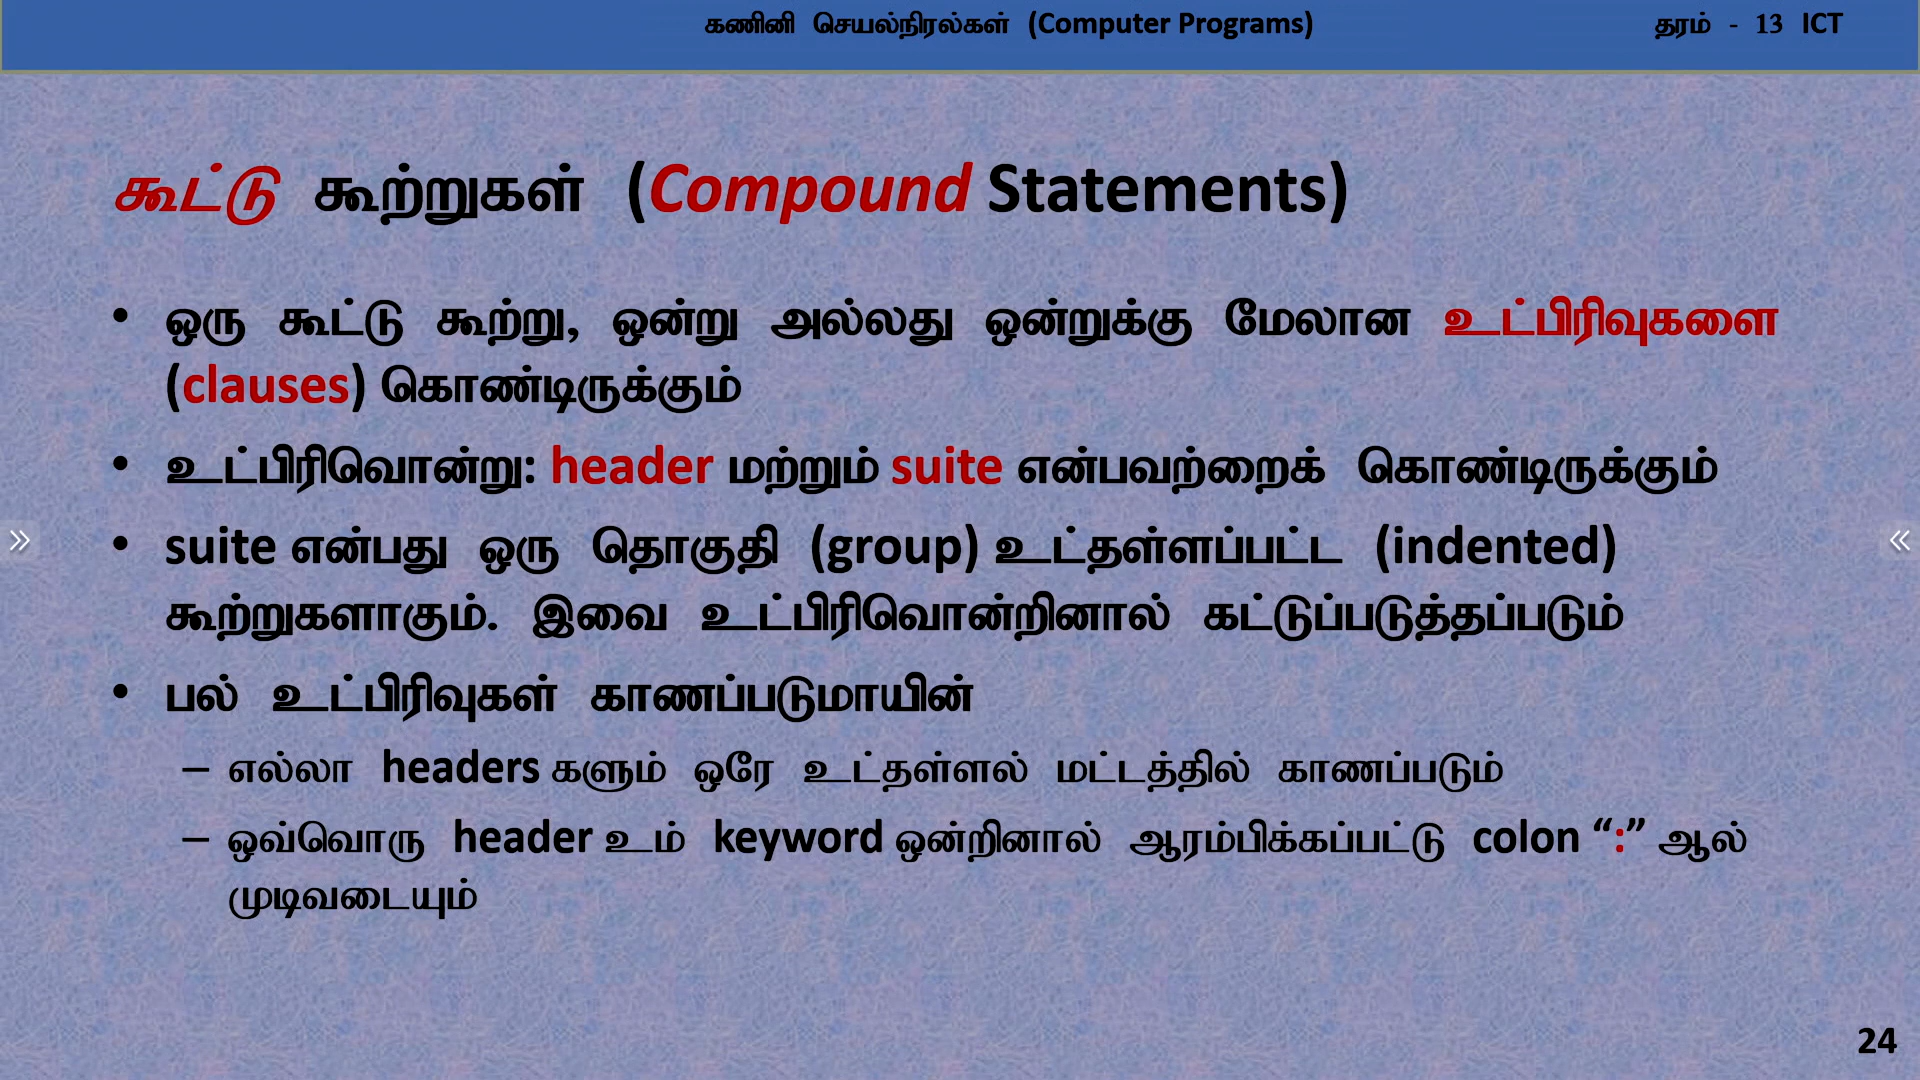 கணினி செயல்நிரல்கள் (Computer Programs) தரம் - 13 ICT
கூட்டு கூற்றுகள் (Compound Statements)
• ஒரு கூட்டு கூற்று, ஒன்று அல்லது ஒன்றுக்கு மேலான உட்பிரிவுகளை
(clauses) கொண்டிருக்கும்
• உட்பிரிவொன்று: header மற்றும் suite என்பவற்றைக் கொண்டிருக்கும்
• suite என்பது ஒரு தொகுதி (group) உட்தள்ளப்பட்ட (indented)
கூற்றுகளாகும். இவை உட்பிரிவொன்றினால் கட்டுப்படுத்தப்படும்
• பல் உட்பிரிவுகள் காணப்படுமாயின்
– எல்லா headers களும் ஒரே உட்தள்ளல் மட்டத்தில் காணப்படும்
– ஒவ்வொரு header உம் keyword ஒன்றினால் ஆரம்பிக்கப்பட்டு colon “:” ஆல்
முடிவடையும்
24